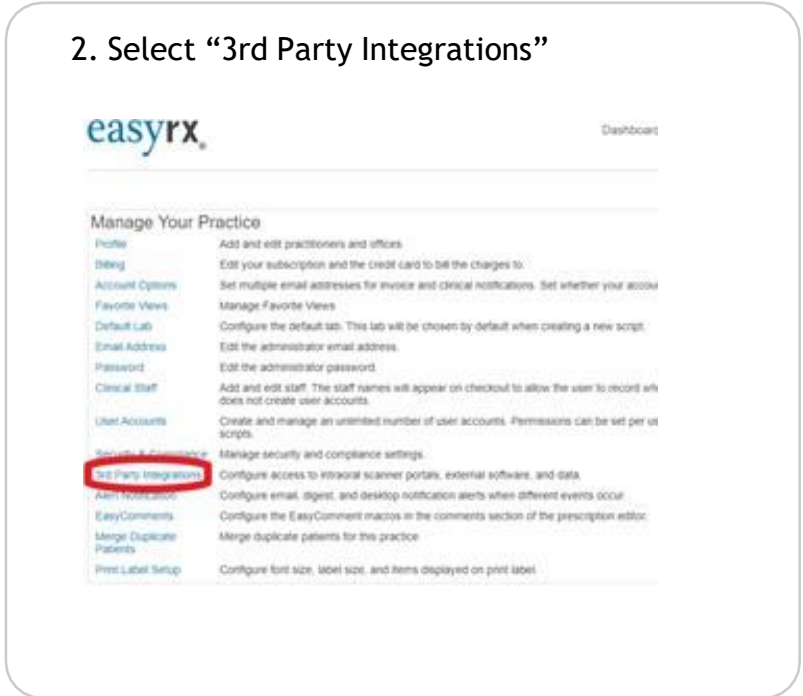 2. Select “3rd Party Integrations”
easyrx®
Dashboard
Manage Your Practice
Profile Add and edit practitioners and offices
Billing Edit your subscription and the credit card to bill the charges to.
Account Options Set multiple email addresses for invoice and clinical notifications. Set whether your accou
Favorite Views Manage Favorite Views
Default Lab Configure the default lab. This lab will be chosen by default when creating a new script.
Email Address Edit the administrator email address.
Password Edit the administrator password.
Clinical Staff Add and edit staff. The staff names will appear on checkout to allow the user to record
does not create user accounts.
User Accounts Create and manage an unlimited number of user accounts. Permissions can be set per us
scripts.
Security & Compliance Manage security and compliance settings.
3rd Party Integrations Configure access to intraoral scanner portals, external software, and data.
Alert Notification Configure email, digest, and desktop notification alerts when different events occur.
EasyComments Configure the EasyComment macros in the comments section of the prescription editor.
Merge Duplicate Merge duplicate patients for this practice
Patients
Print Label Setup Configure font size, label size, and items displayed on print label.